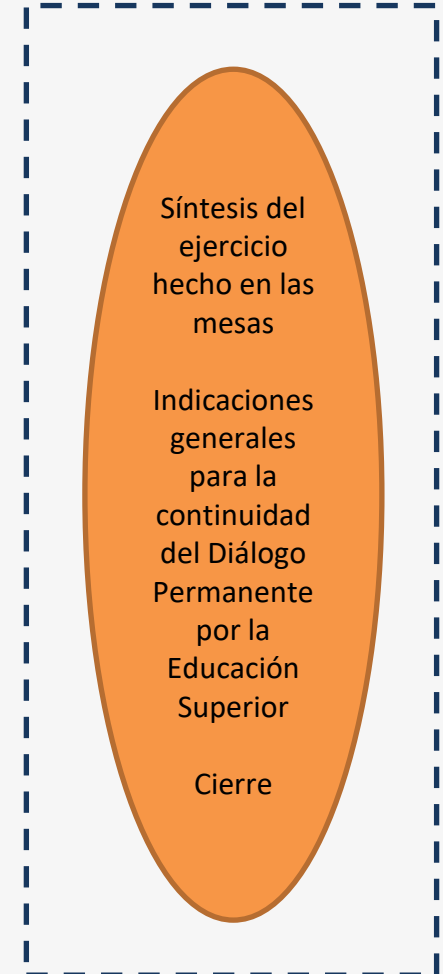 Síntesis del
ejercicio
hecho en las
mesas
Indicaciones
generales
para la
continuidad
del Diálogo
Permanente
por la
Educación
Superior
Cierre